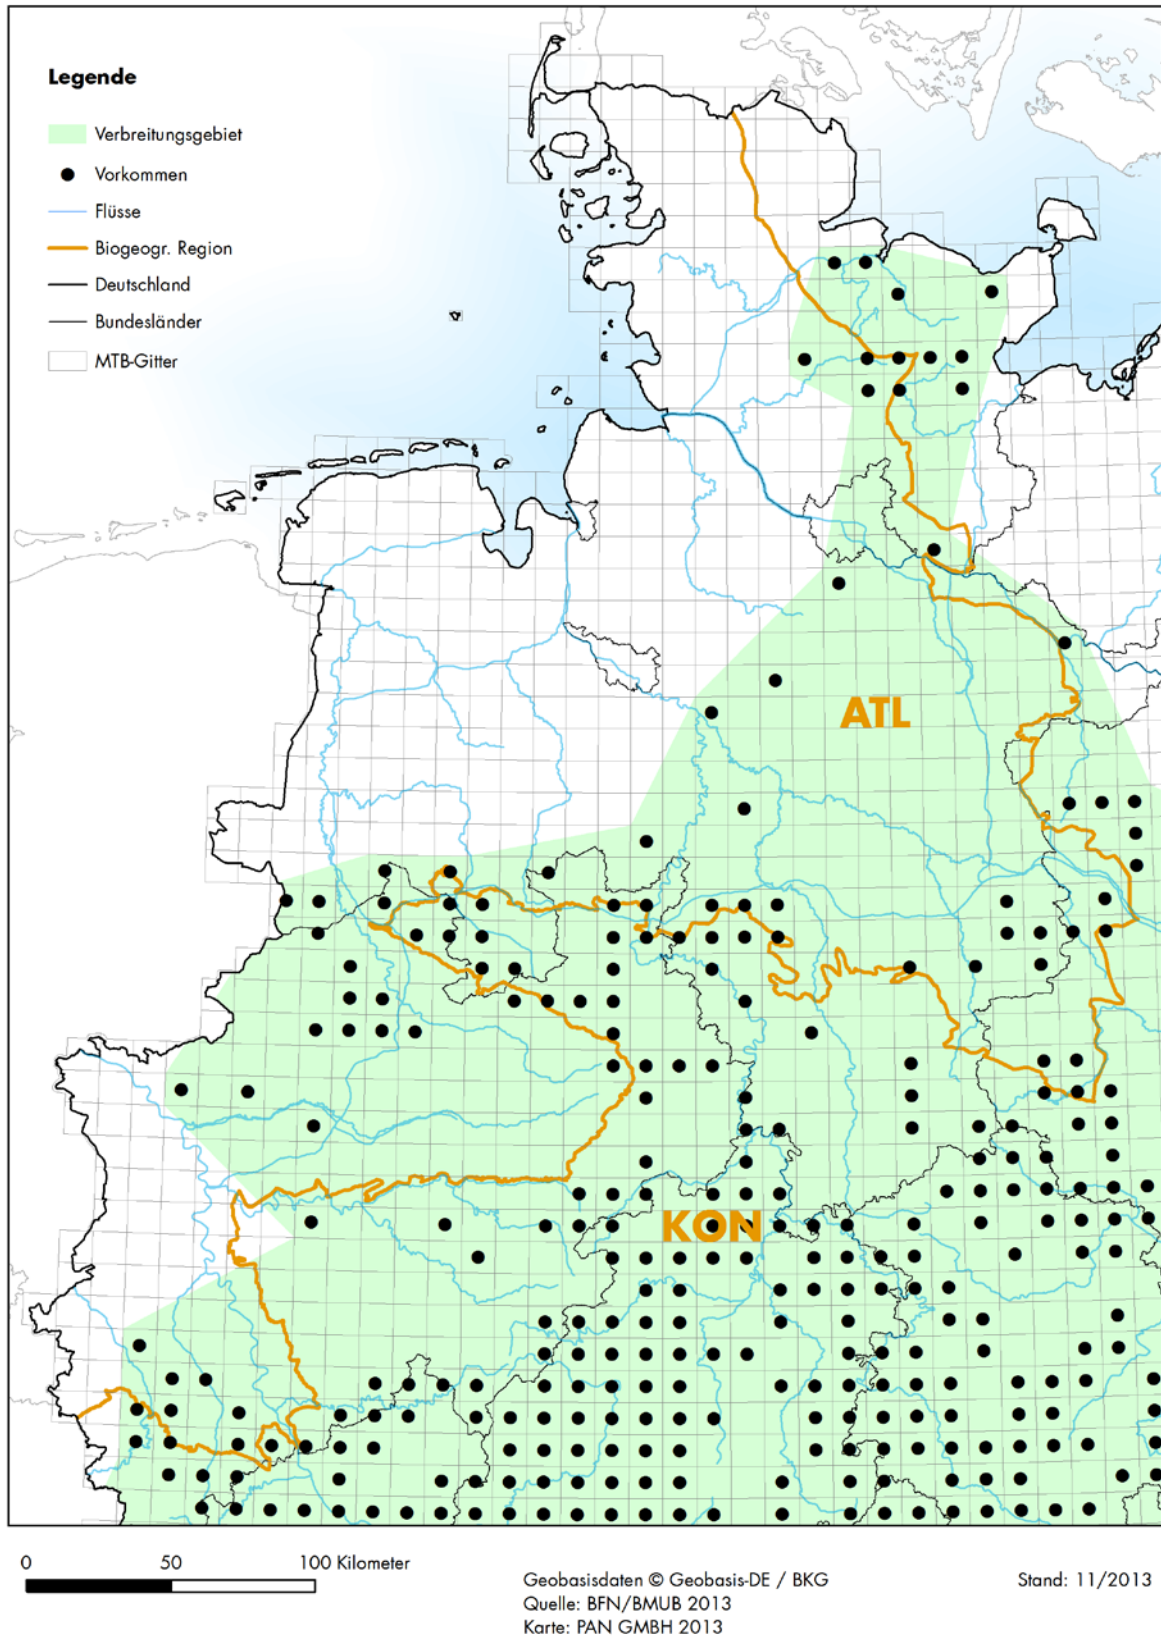 Legende
Verbreitungsgebiet
Vorkommen
Flüsse
Biogeogr. Region
Deutschland
Bundesländer
MTB-Gitter
ATL
KON
0 50 100 Kilometer
Geobasisdaten © Geobasis-DE / BKG
Quelle: BFN/BMUB 2013
Karte: PAN GMBH 2013
Stand: 11/2013